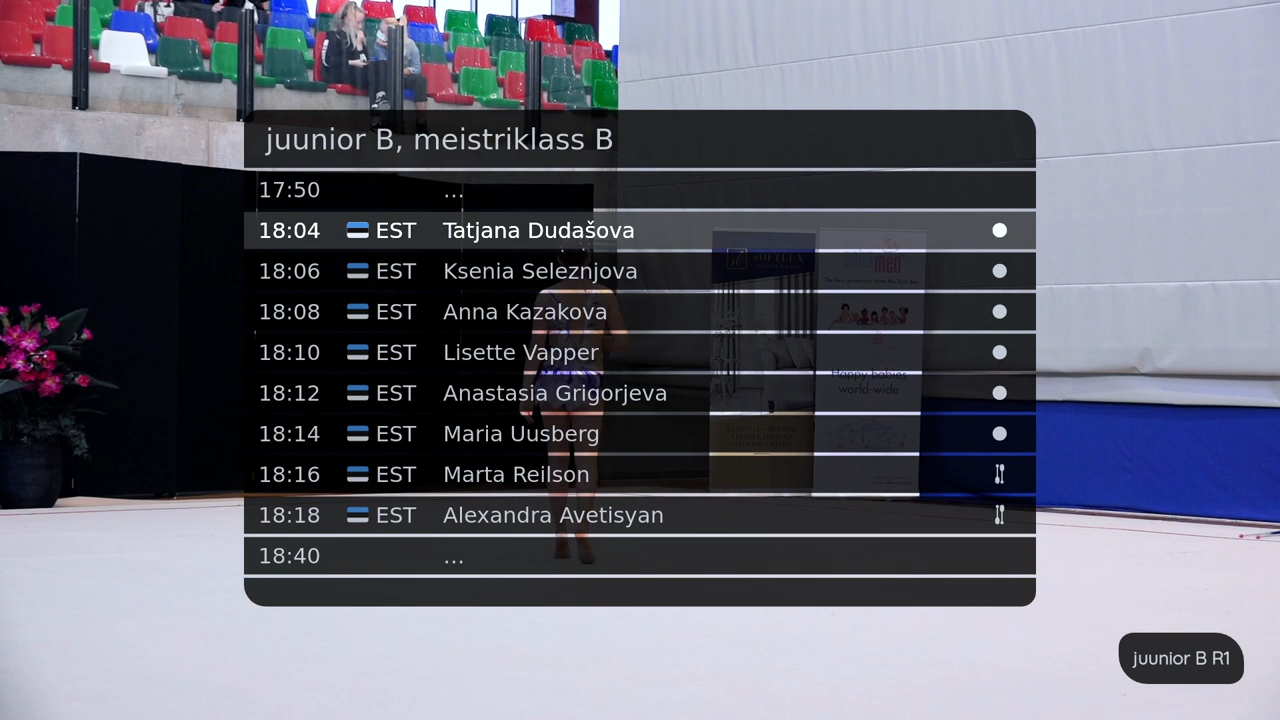 juunior B, meistriklass B
17:50 ...
18:04 EST Tatjana Dudašova
18:06 EST Ksenia Seleznjova
18:08 EST Anna Kazakova
18:10 EST Lisette Vapper
18:12 EST Anastasia Grigorjeva
18:14 EST Maria Uusberg
18:16 EST Marta Reilson
18:18 EST Alexandra Avetisyan
18:40 ...
SOFTLUX
sebamed
Happy babies
world-wide
juunior B R1